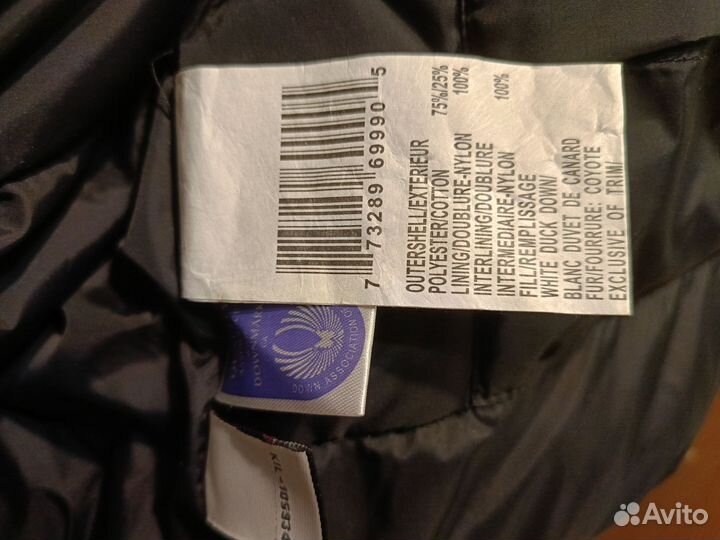 7 73289 69990 5
OUTERSHELL/EXTERIEUR
POLYESTER/COTTON 75%/25%
LINING/DOUBLURE-NYLON 100%
INTERLINING/DOUBLURE
INTERMEDIAIRE-NYLON 100%
FILL/REMPLISSAGE
WHITE DUCK DOWN/
BLANC DUVET DE CANARD
FUR/FOURRURE: COYOTE
EXCLUSIVE OF TRIM/
DOWNMARK
DOWN ASSOCIATION
Avito